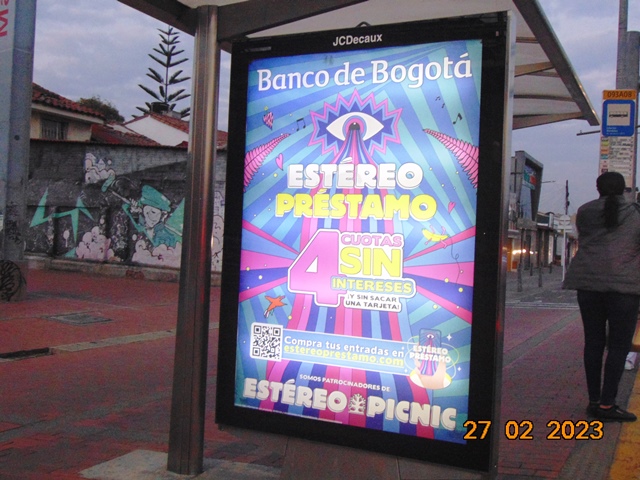 JCDecaux
Banco de Bogotá
ESTÉREO
PRÉSTAMO
4 CUOTAS
SIN
INTERESES
¡Y SIN SACAR
UNA TARJETA!
Compra tus entradas en
estereoprestamo.com
ESTÉREO
PRÉSTAMO
SOMOS PATROCINADORES DE
ESTÉREO PICNIC
093A09
27 02 2023